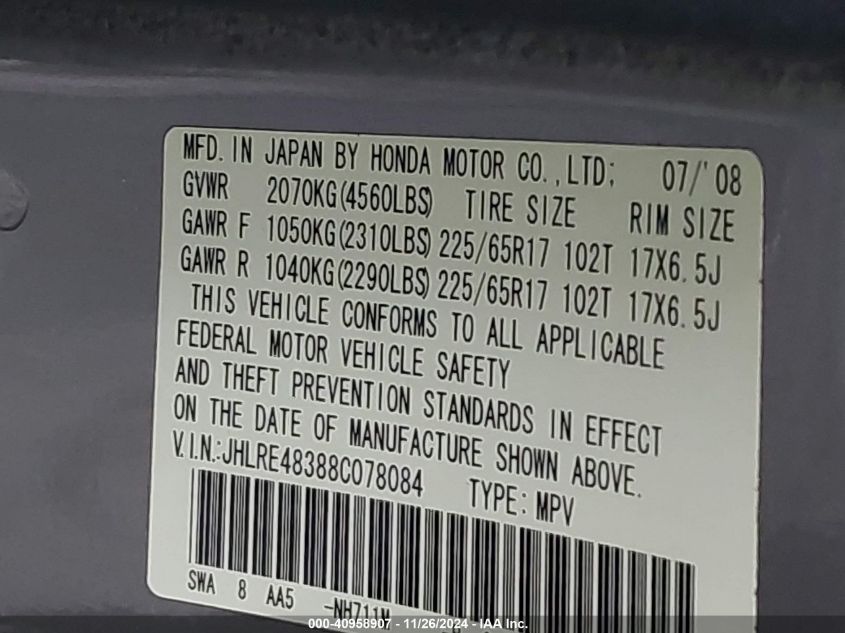 MFD. IN JAPAN BY HONDA MOTOR CO., LTD: 07/'08
GVWR 2070KG(4560LBS) TIRE SIZE RIM SIZE
GAWR F 1050KG(2310LBS) 225/65R17 102T 17X6.5J
GAWR R 1040KG(2290LBS) 225/65R17 102T 17X6.5J
THIS VEHICLE CONFORMS TO ALL APPLICABLE
FEDERAL MOTOR VEHICLE SAFETY
AND THEFT PREVENTION STANDARDS IN EFFECT
ON THE DATE OF MANUFACTURE SHOWN ABOVE.
V.I.N.:JHLRE48388C078084 TYPE: MPV
SWA 8 AA5 -NH711M
000-40958907 - 11/26/2024 - IAA Inc.